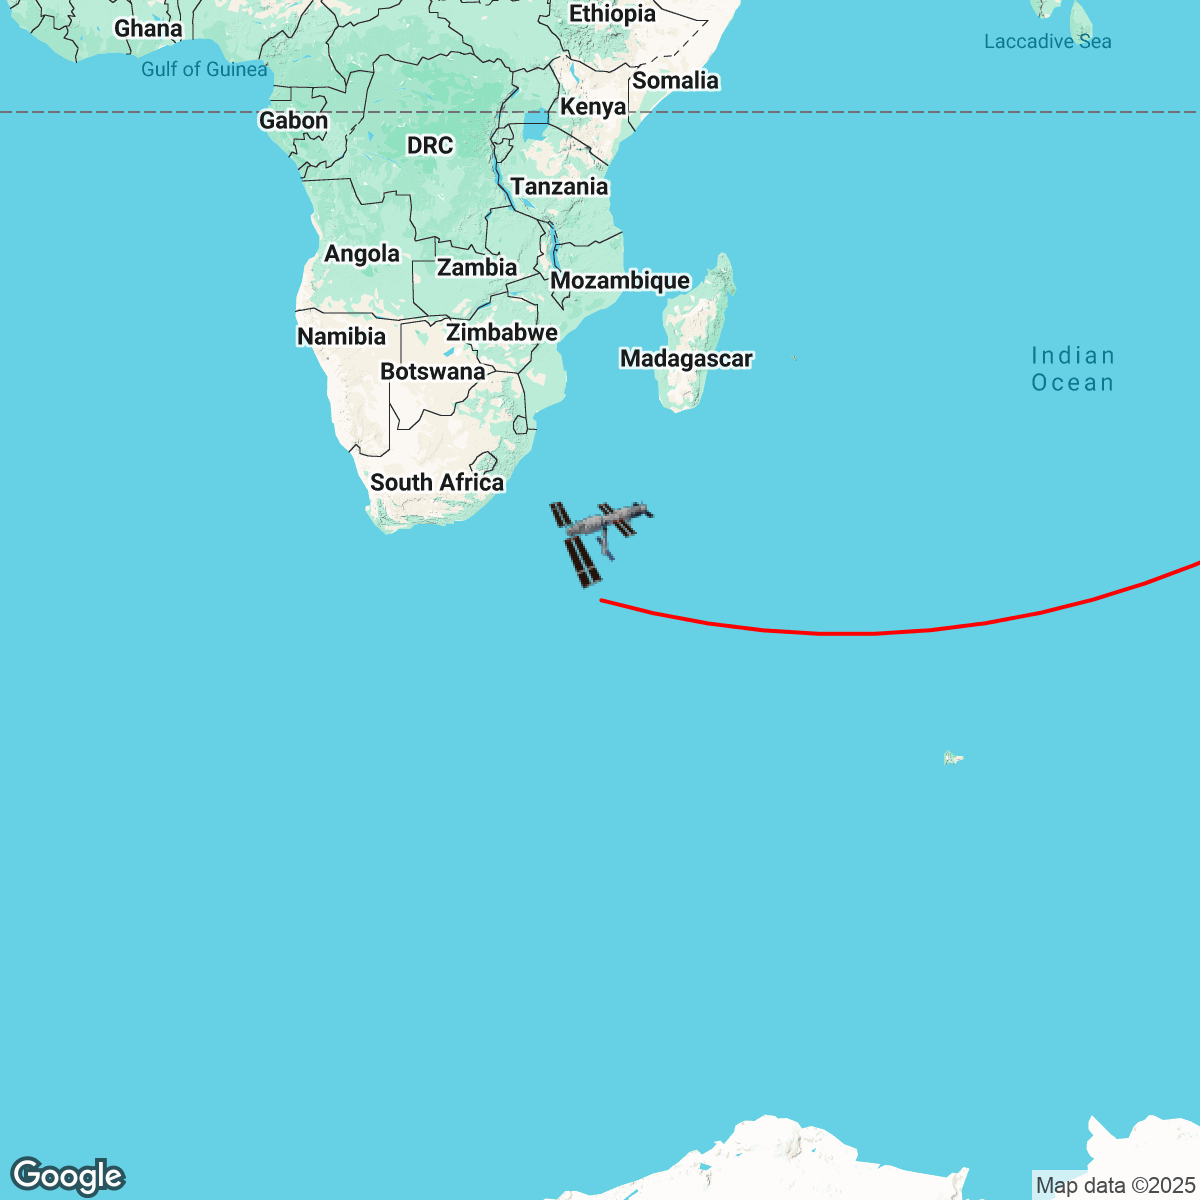 Ethiopia
Ghana
Laccadive Sea
Gulf of Guinea
Somalia
Kenya
Gabon
DRC
Tanzania
Angola
Zambia
Mozambique
Namibia
Zimbabwe
Madagascar
Botswana
Indian
Ocean
South Africa
Google
Map data ©2025